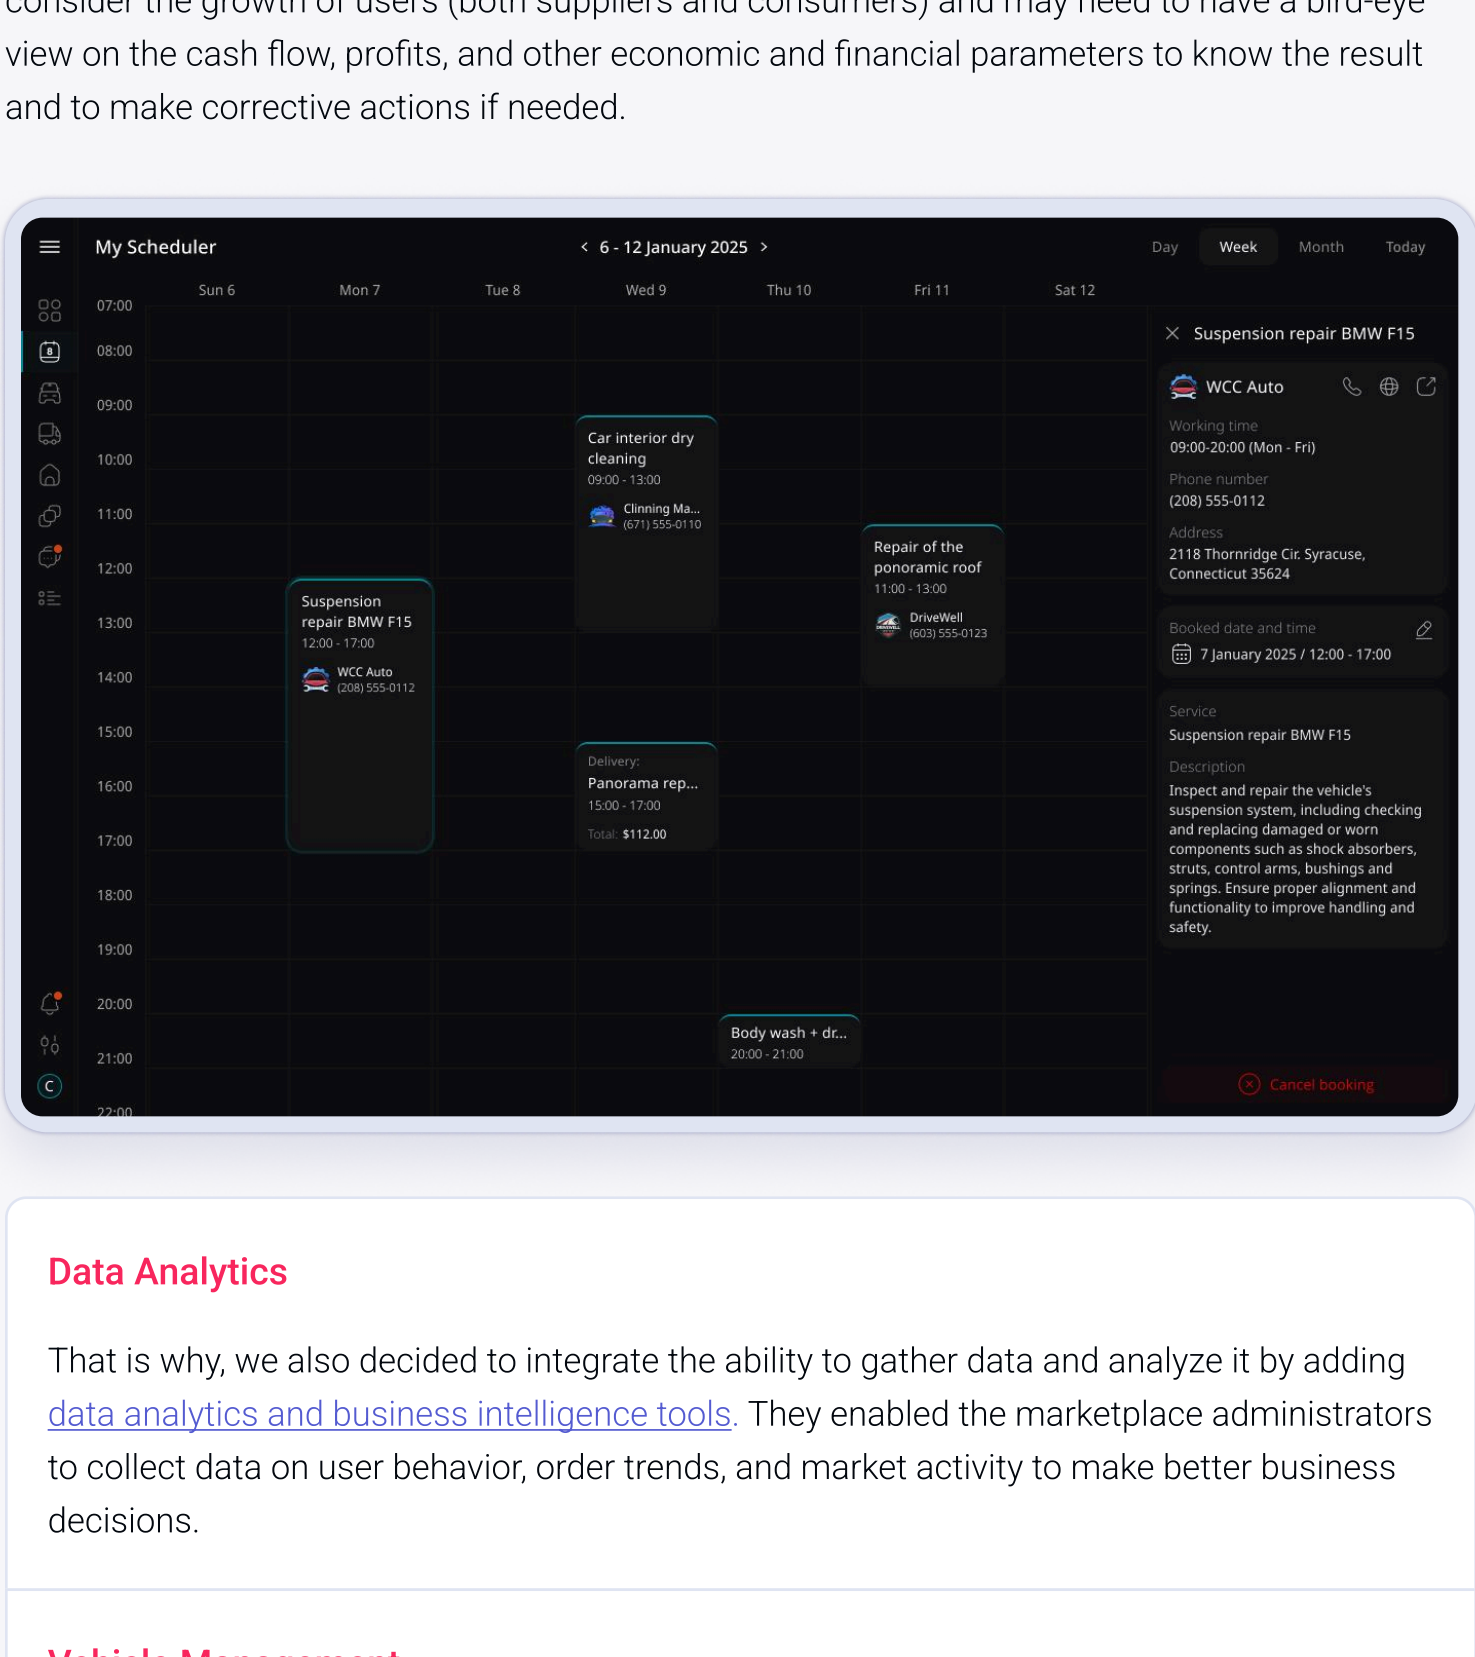 consider the growth of users (both suppliers and consumers) and may need to have a bird-eye
view on the cash flow, profits, and other economic and financial parameters to know the result
and to make corrective actions if needed.
My Scheduler
6 - 12 January 2025
Day
Week
Month
Today
Sun 6
Mon 7
Tue 8
Wed 9
Thu 10
Fri 11
Sat 12
07:00
08:00
09:00
10:00
11:00
12:00
13:00
14:00
15:00
16:00
17:00
18:00
19:00
20:00
21:00
22:00
8
C
Suspension
repair BMW F15
12:00 - 17:00
WCC Auto
(208) 555-0112
Car interior dry
cleaning
09:00 - 13:00
Clinning Ma...
(671) 555-0110
Delivery:
Panorama rep...
15:00 - 17:00
Total: $112.00
Body wash + dr...
20:00 - 21:00
Repair of the
ponoramic roof
11:00 - 13:00
DriveWell
(603) 555-0123
Suspension repair BMW F15
WCC Auto
Working time
09:00-20:00 (Mon - Fri)
Phone number
(208) 555-0112
Address
2118 Thornridge Cir. Syracuse,
Connecticut 35624
Booked date and time
7 January 2025 / 12:00 - 17:00
Service
Suspension repair BMW F15
Description
Inspect and repair the vehicle's
suspension system, including checking
and replacing damaged or worn
components such as shock absorbers,
struts, control arms, bushings and
springs. Ensure proper alignment and
functionality to improve handling and
safety.
Cancel booking
Data Analytics
That is why, we also decided to integrate the ability to gather data and analyze it by adding
data analytics and business intelligence tools. They enabled the marketplace administrators
to collect data on user behavior, order trends, and market activity to make better business
decisions.
Vehicle Management